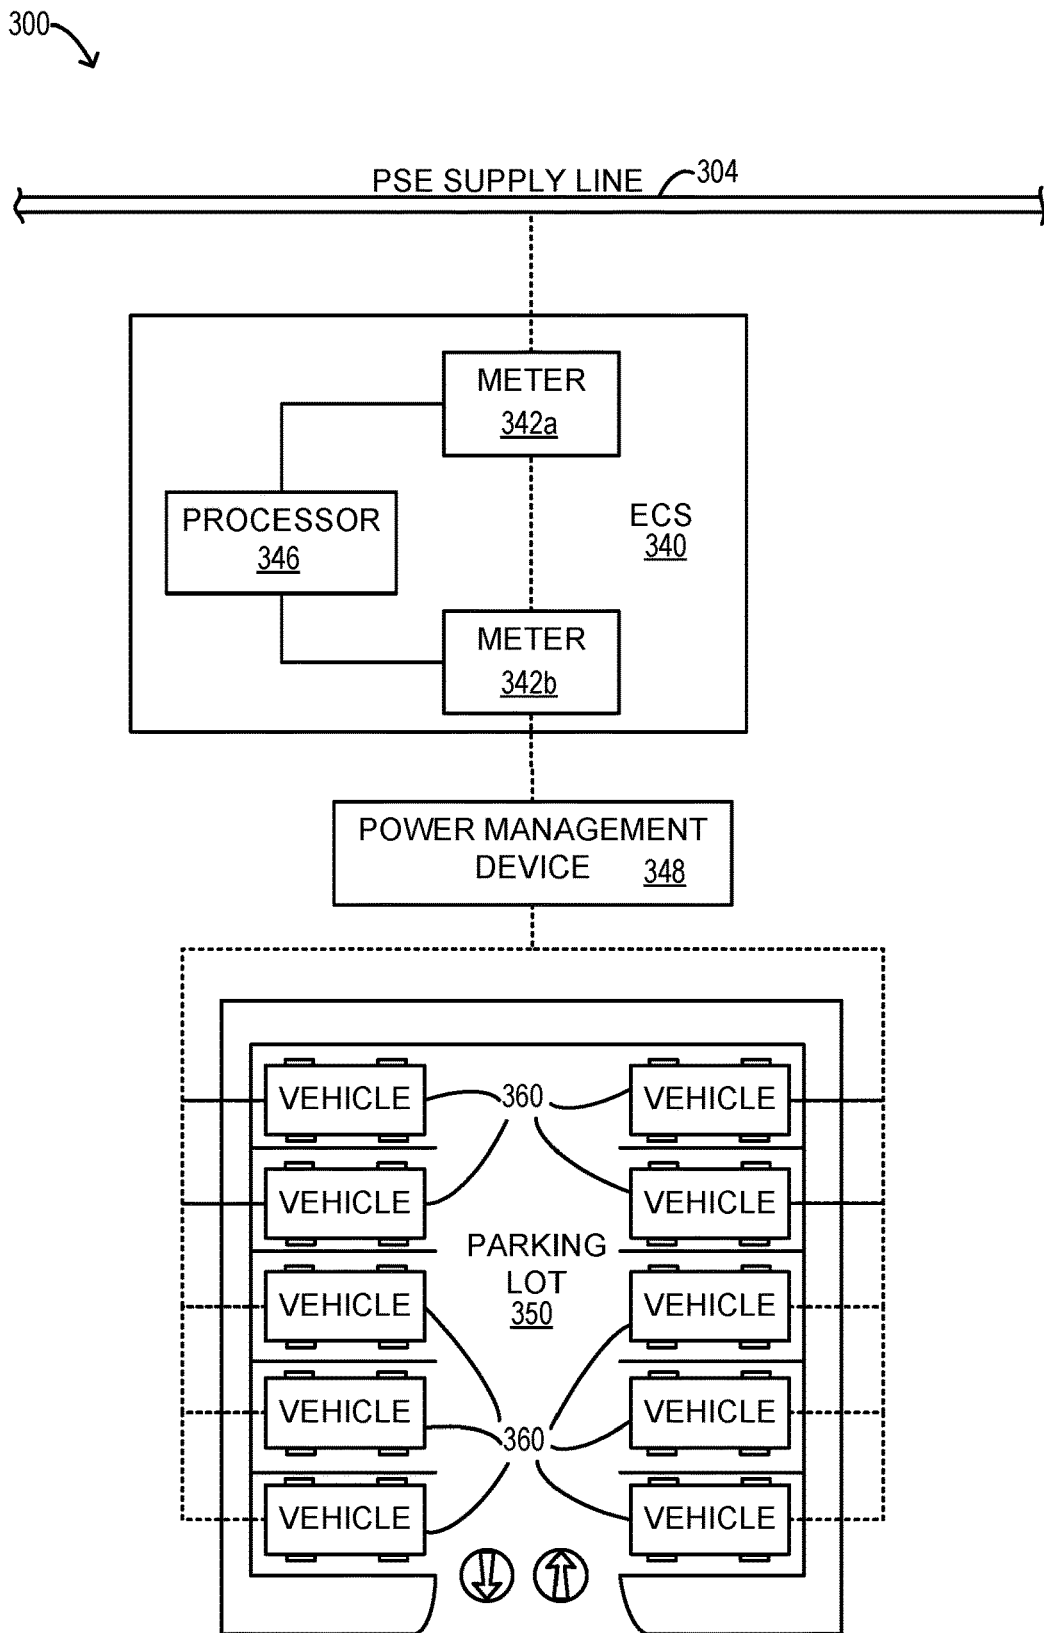 300
PSE SUPPLY LINE 304
METER
342a
PROCESSOR
346
ECS
340
METER
342b
POWER MANAGEMENT
DEVICE 348
VEHICLE 360 VEHICLE
VEHICLE VEHICLE
PARKING
LOT
350
VEHICLE VEHICLE
VEHICLE VEHICLE
360
VEHICLE VEHICLE